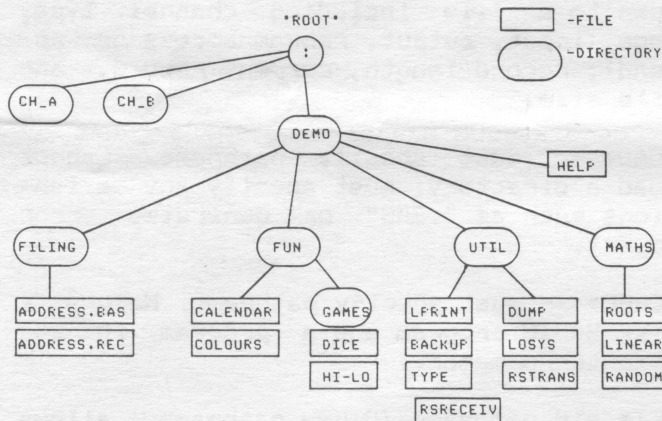 "ROOT"
-FILE
:
-DIRECTORY
CH_A
CH_B
DEMO
HELP
FILING
FUN
UTIL
MATHS
ADDRESS.BAS
CALENDAR
GAMES
LPRINT
DUMP
ROOTS
ADDRESS.REC
COLOURS
DICE
BACKUP
LOSYS
LINEAR
HI-LO
TYPE
RSTRANS
RANDOM
RSRECEIV